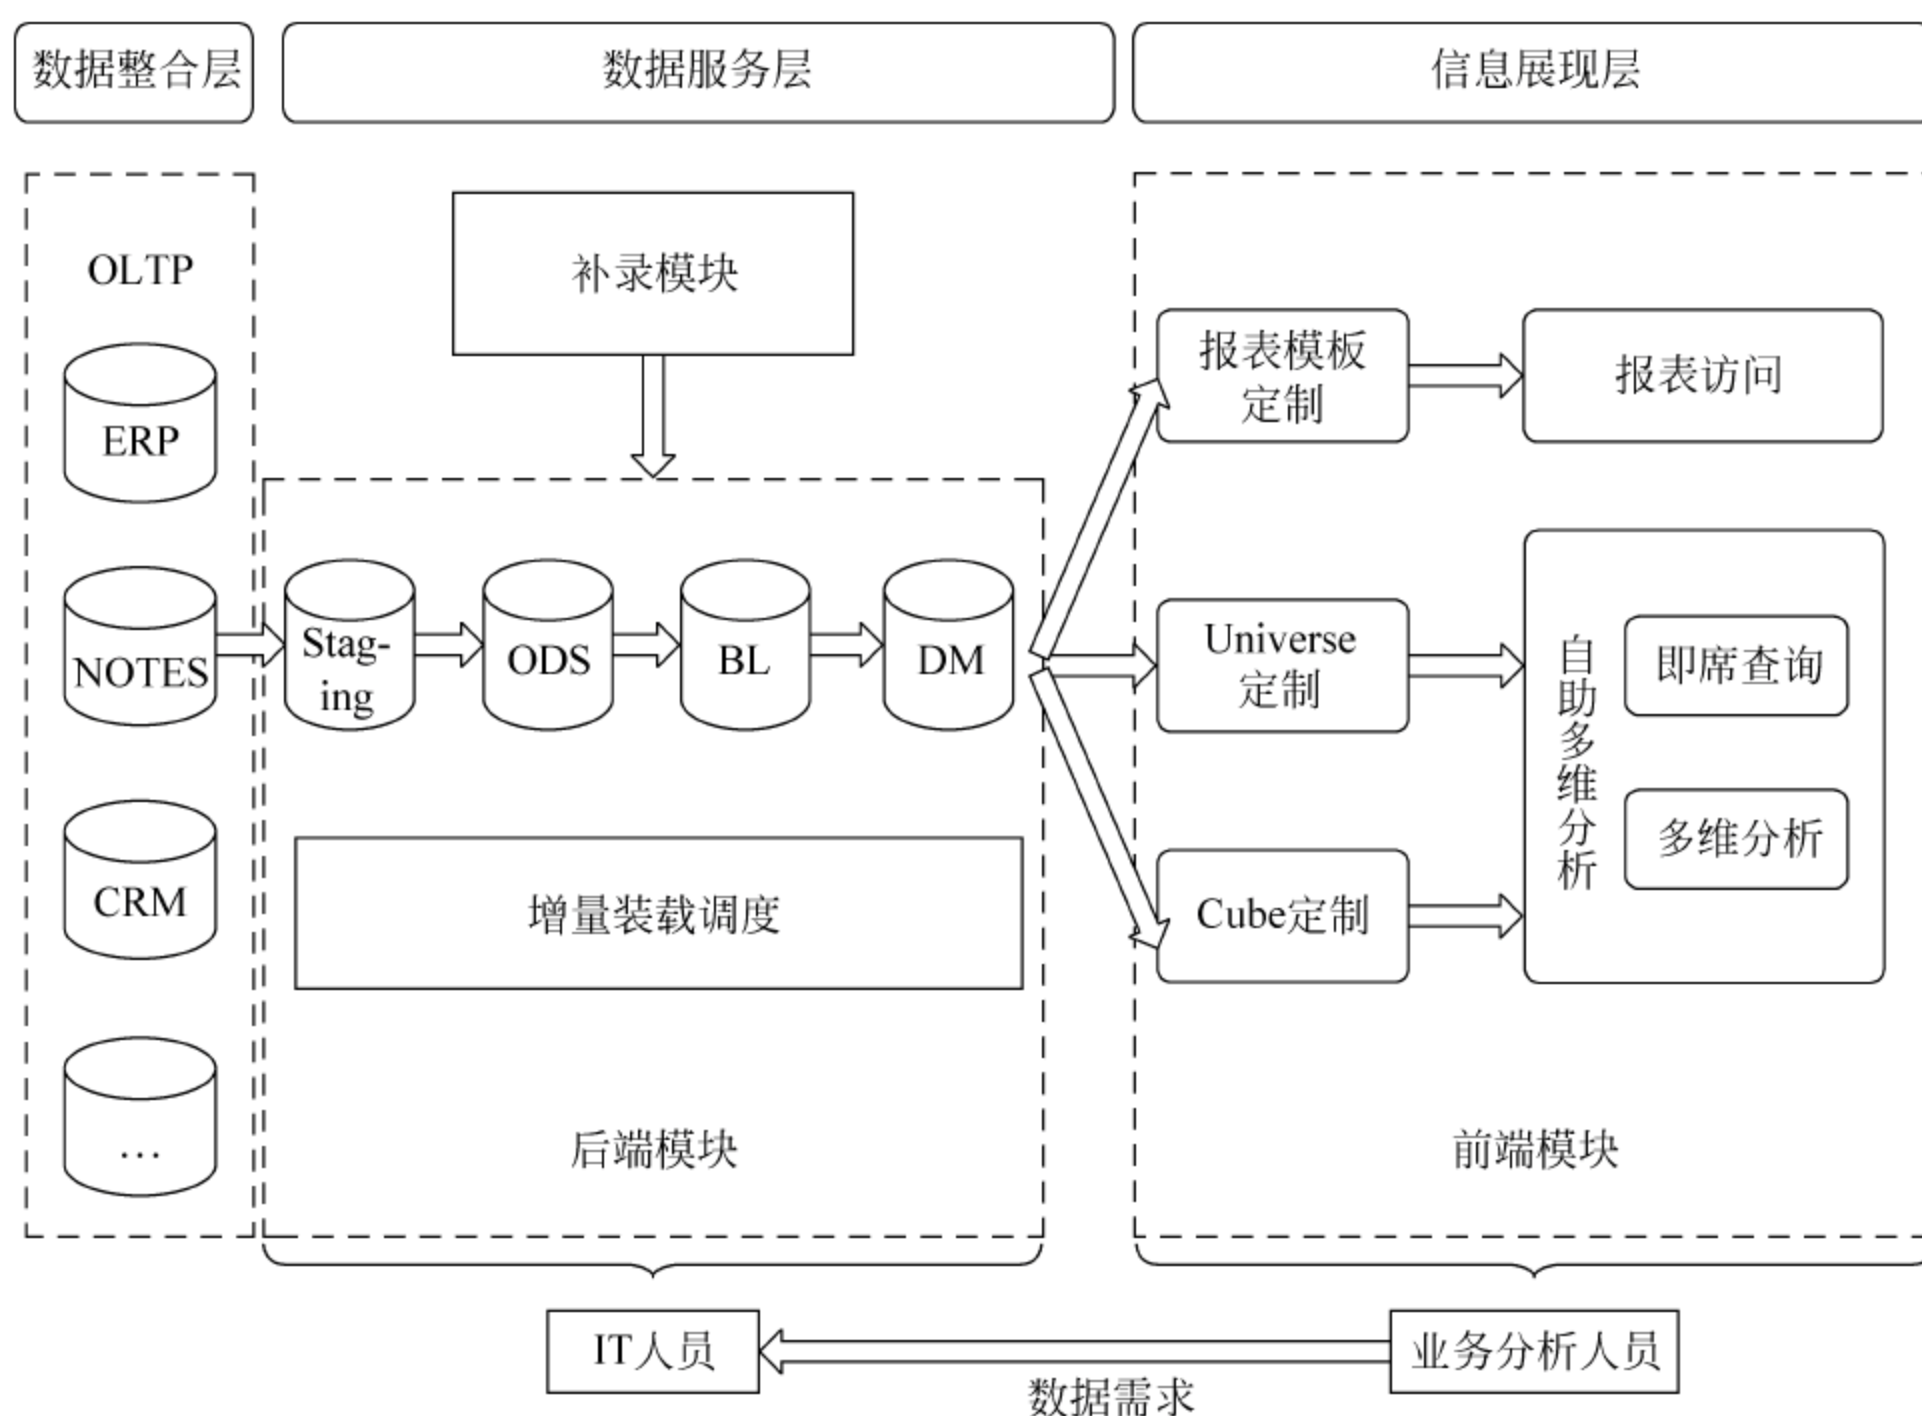 数据整合层
数据服务层
信息展现层
OLTP
ERP
NOTES
CRM
…
补录模块
Stag-
ing
ODS
BL
DM
增量装载调度
后端模块
报表模板
定制
报表访问
Universe
定制
Cube定制
自助多维分析
即席查询
多维分析
前端模块
IT人员
业务分析人员
数据需求